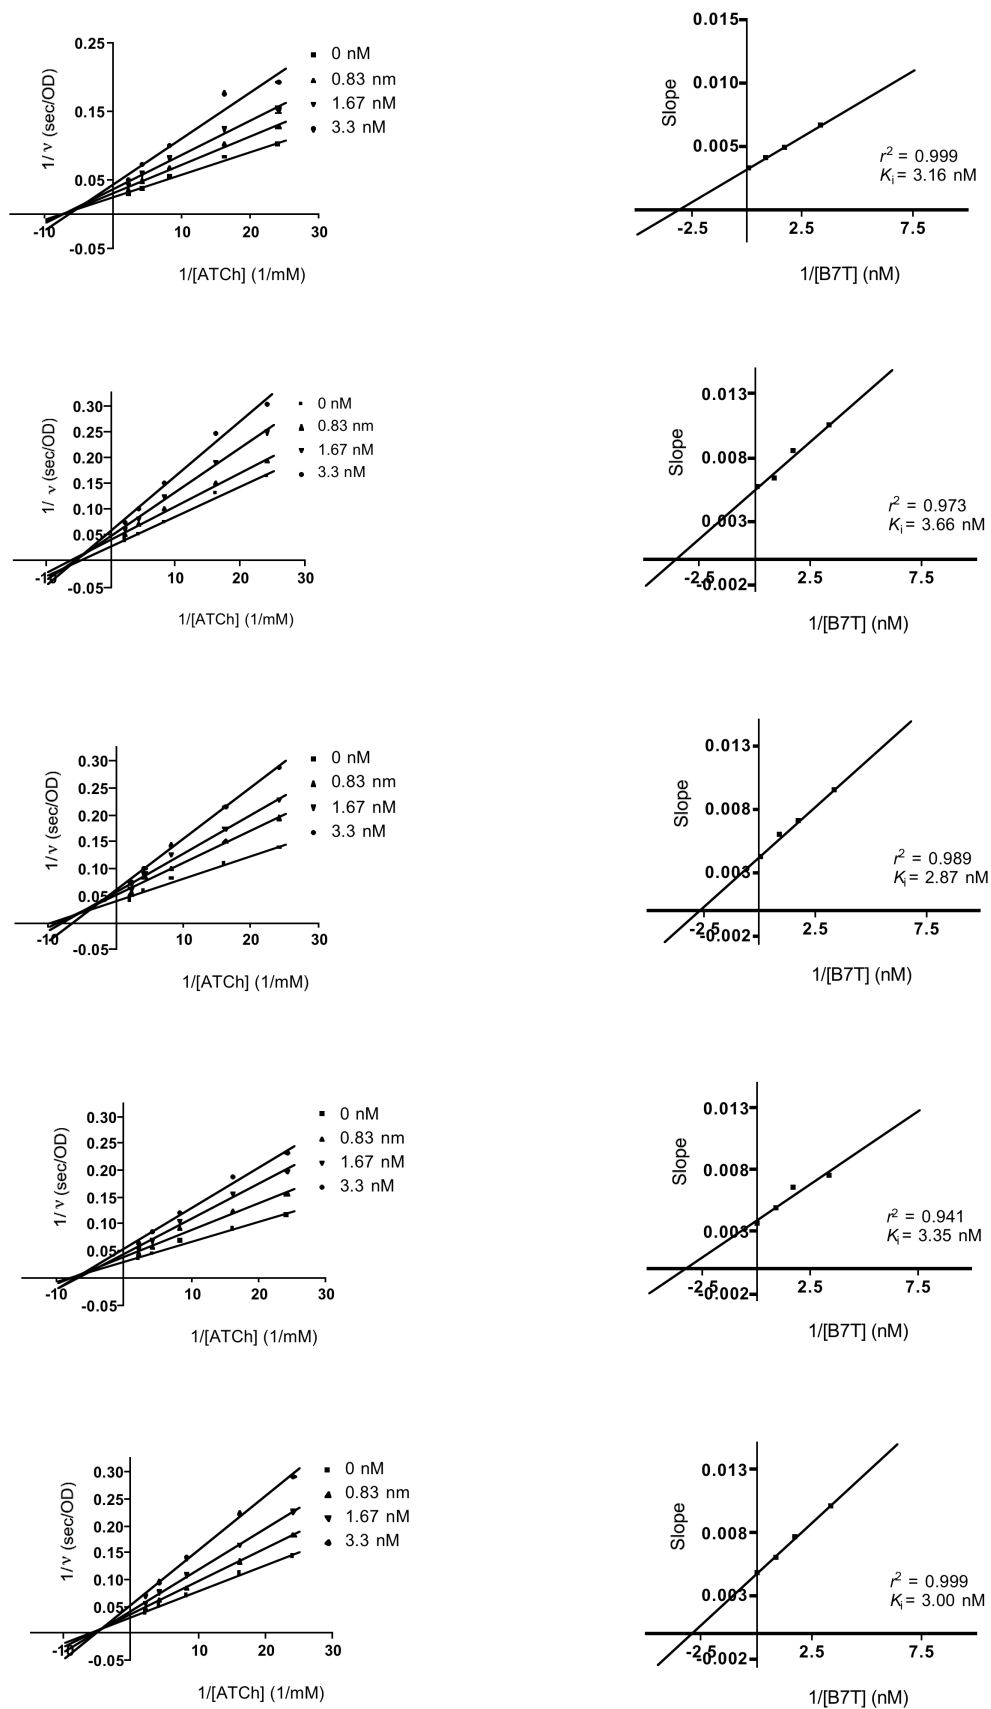 0.25
0.15
0.05
-0.05
-10
10
20
30
1/ ν (sec/OD)
1/[ATCh] (1/mM)
0 nM
0.83 nm
1.67 nM
3.3 nM
0.015
0.010
0.005
-2.5
2.5
7.5
Slope
1/[B7T] (nM)
r² = 0.999
Ki = 3.16 nM
0.30
0.25
0.20
0.15
0.10
0.05
-0.05
-10
10
20
30
1/ ν (sec/OD)
1/[ATCh] (1/mM)
0 nM
0.83 nm
1.67 nM
3.3 nM
0.013
0.008
0.003
-0.002
-2.5
2.5
7.5
Slope
1/[B7T] (nM)
r² = 0.973
Ki = 3.66 nM
0.30
0.25
0.20
0.15
0.10
0.05
-0.05
-10
10
20
30
1/ ν (sec/OD)
1/[ATCh] (1/mM)
0 nM
0.83 nm
1.67 nM
3.3 nM
0.013
0.008
0.003
-0.002
-2.5
2.5
7.5
Slope
1/[B7T] (nM)
r² = 0.989
Ki = 2.87 nM
0.30
0.25
0.20
0.15
0.10
0.05
-0.05
-10
10
20
30
1/ ν (sec/OD)
1/[ATCh] (1/mM)
0 nM
0.83 nm
1.67 nM
3.3 nM
0.013
0.008
0.003
-0.002
-2.5
2.5
7.5
Slope
1/[B7T] (nM)
r² = 0.941
Ki = 3.35 nM
0.30
0.25
0.20
0.15
0.10
0.05
-0.05
-10
10
20
30
1/ ν (sec/OD)
1/[ATCh] (1/mM)
0 nM
0.83 nm
1.67 nM
3.3 nM
0.013
0.008
0.003
-0.002
-2.5
2.5
7.5
Slope
1/[B7T] (nM)
r² = 0.999
Ki = 3.00 nM